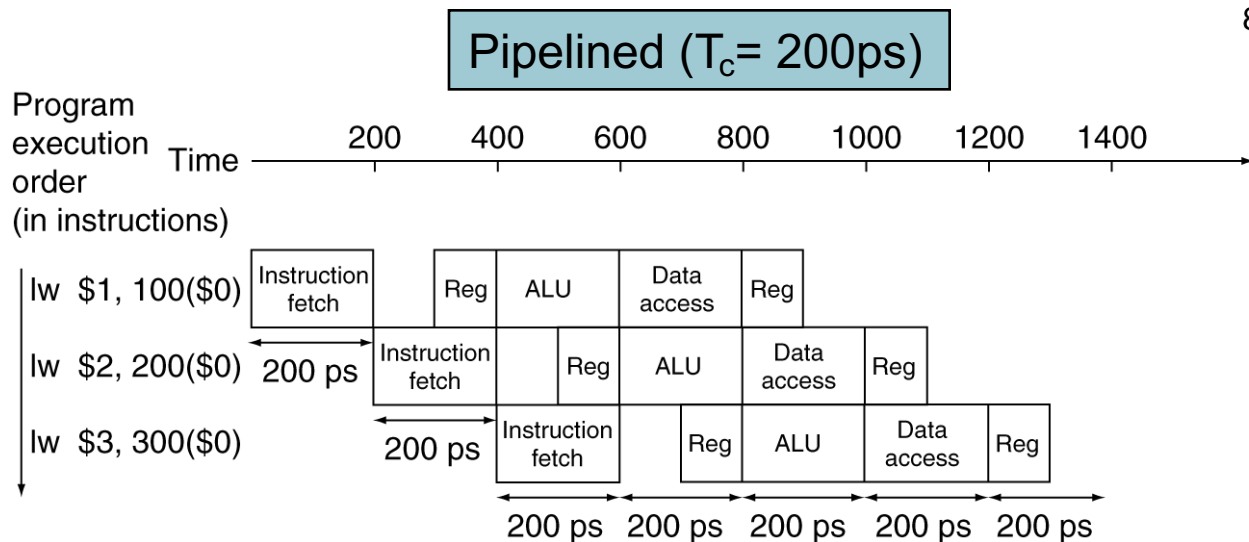 8
Pipelined (Tc= 200ps)
Program
execution
order
(in instructions)
Time
200 400 600 800 1000 1200 1400
lw $1, 100($0)
Instruction
fetch
Reg
ALU
Data
access
Reg
200 ps
lw $2, 200($0)
Instruction
fetch
Reg
ALU
Data
access
Reg
200 ps
lw $3, 300($0)
Instruction
fetch
Reg
ALU
Data
access
Reg
200 ps 200 ps 200 ps 200 ps 200 ps